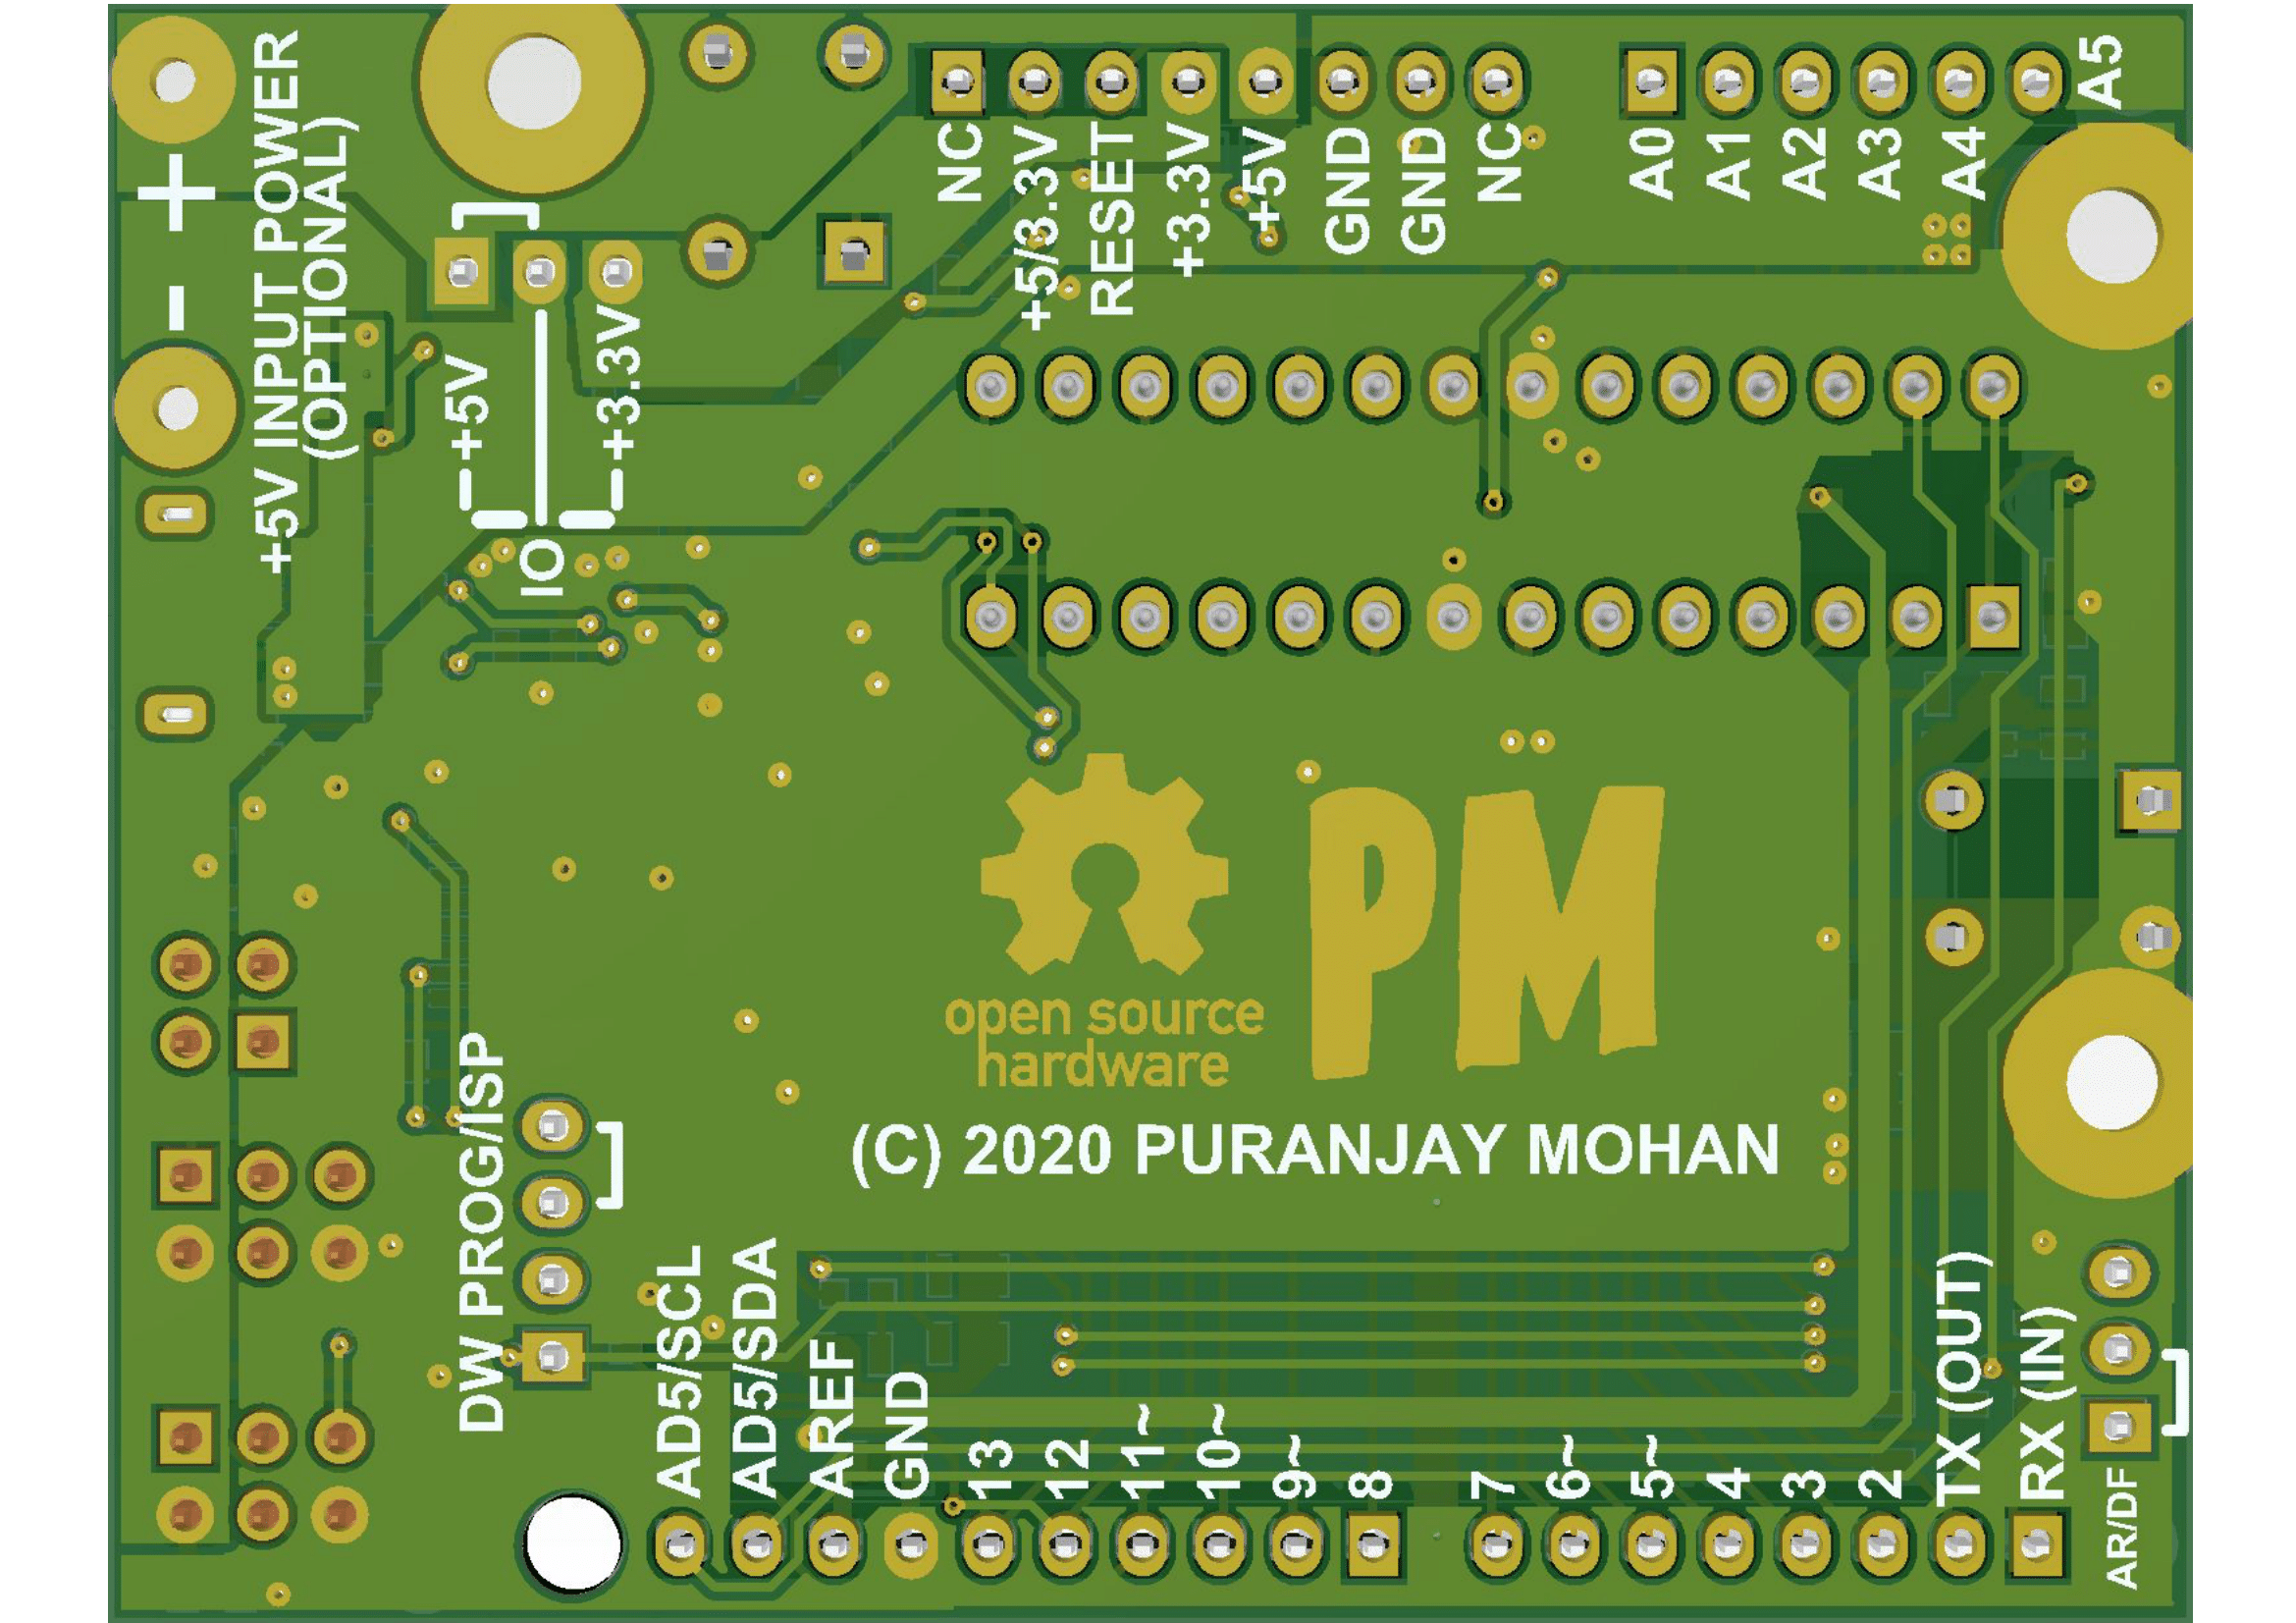 +
-
+5V INPUT POWER
(OPTIONAL)
+5V
+3.3V
IO
NC
+5/3.3V
RESET
+3.3V
+5V
GND
GND
NC
A0
A1
A2
A3
A4
A5
open source
hardware
PM
(C) 2020 PURANJAY MOHAN
DW PROG/ISP
AD5/SCL
AD5/SDA
AREF
GND
13
12
11~
10~
9~
8
7
6~
5~
4
3
2
TX (OUT)
RX (IN)
AR/DF